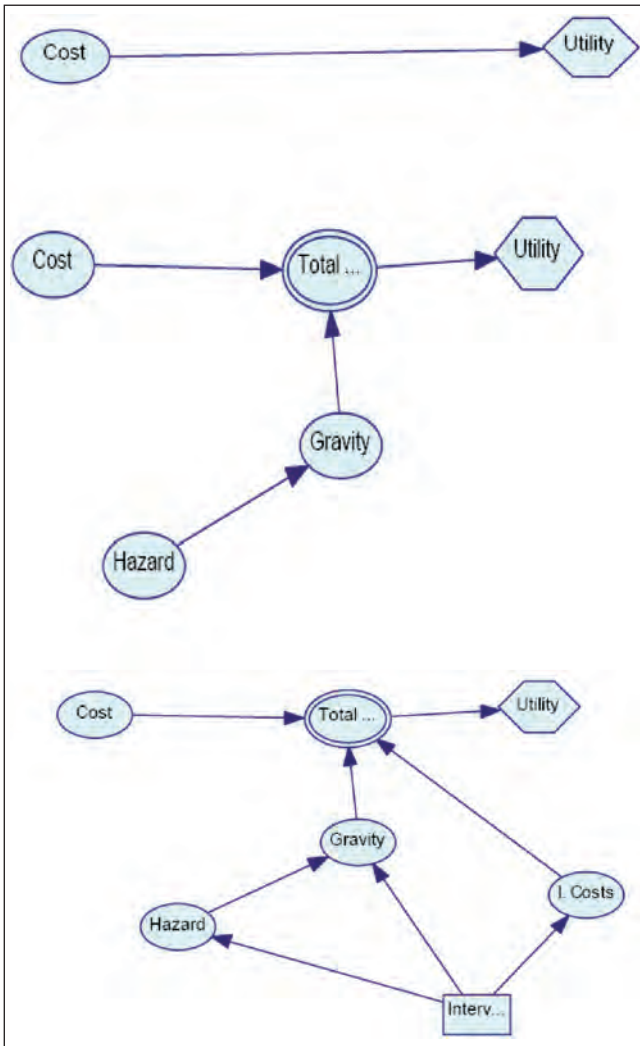 Cost
Utility
Cost
Total ...
Utility
Gravity
Hazard
Cost
Total ...
Utility
Gravity
Hazard
I. Costs
Interv...